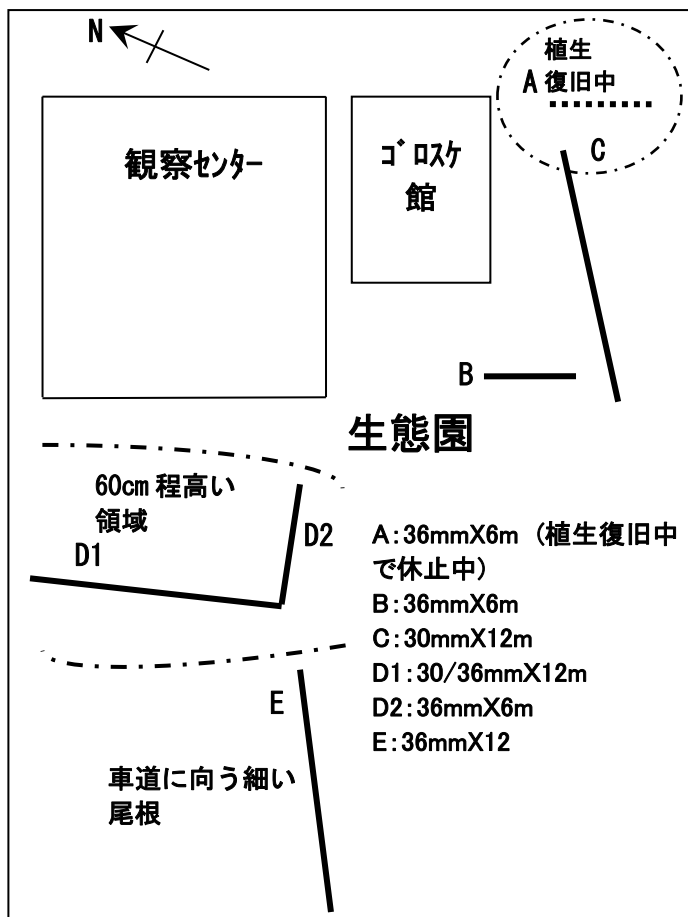 N
植生
A 復旧中
C
観察ｾﾝﾀｰ
ｺﾞﾛｽｹ
館
B
生態園
60cm 程高い
領域
D1
D2
A:36mmX6m (植生復旧中
で休止中)
B:36mmX6m
C:30mmX12m
D1:30/36mmX12m
D2:36mmX6m
E:36mmX12
E
車道に向う細い
尾根